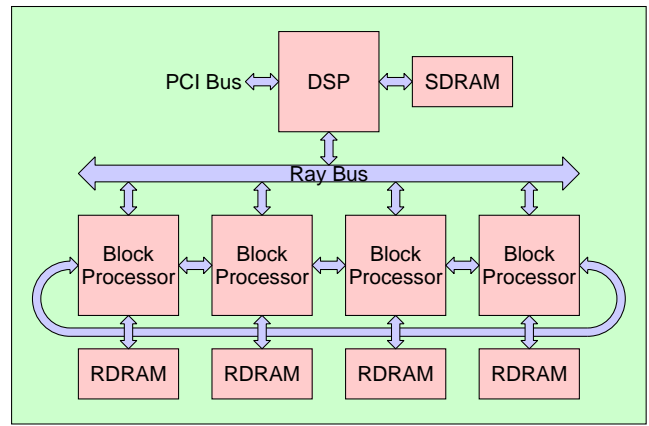 PCI Bus
DSP
SDRAM
Ray Bus
Block
Processor
Block
Processor
Block
Processor
Block
Processor
RDRAM
RDRAM
RDRAM
RDRAM